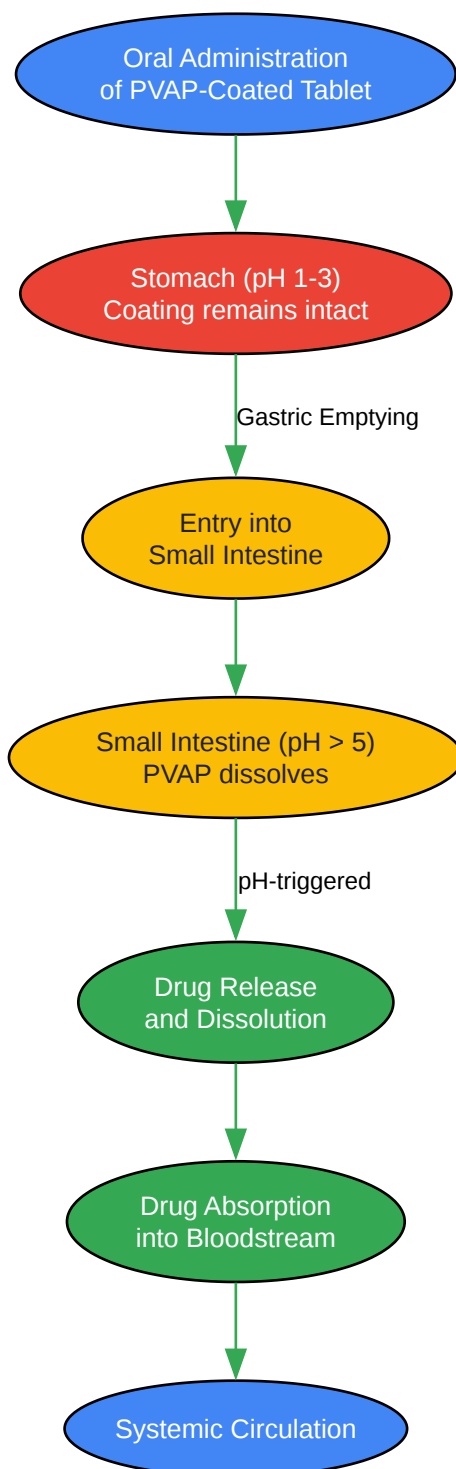 Oral Administration
of PVAP-Coated Tablet
Stomach (pH 1-3)
Coating remains intact
Gastric Emptying
Entry into
Small Intestine
Small Intestine (pH > 5)
PVAP dissolves
pH-triggered
Drug Release
and Dissolution
Drug Absorption
into Bloodstream
Systemic Circulation